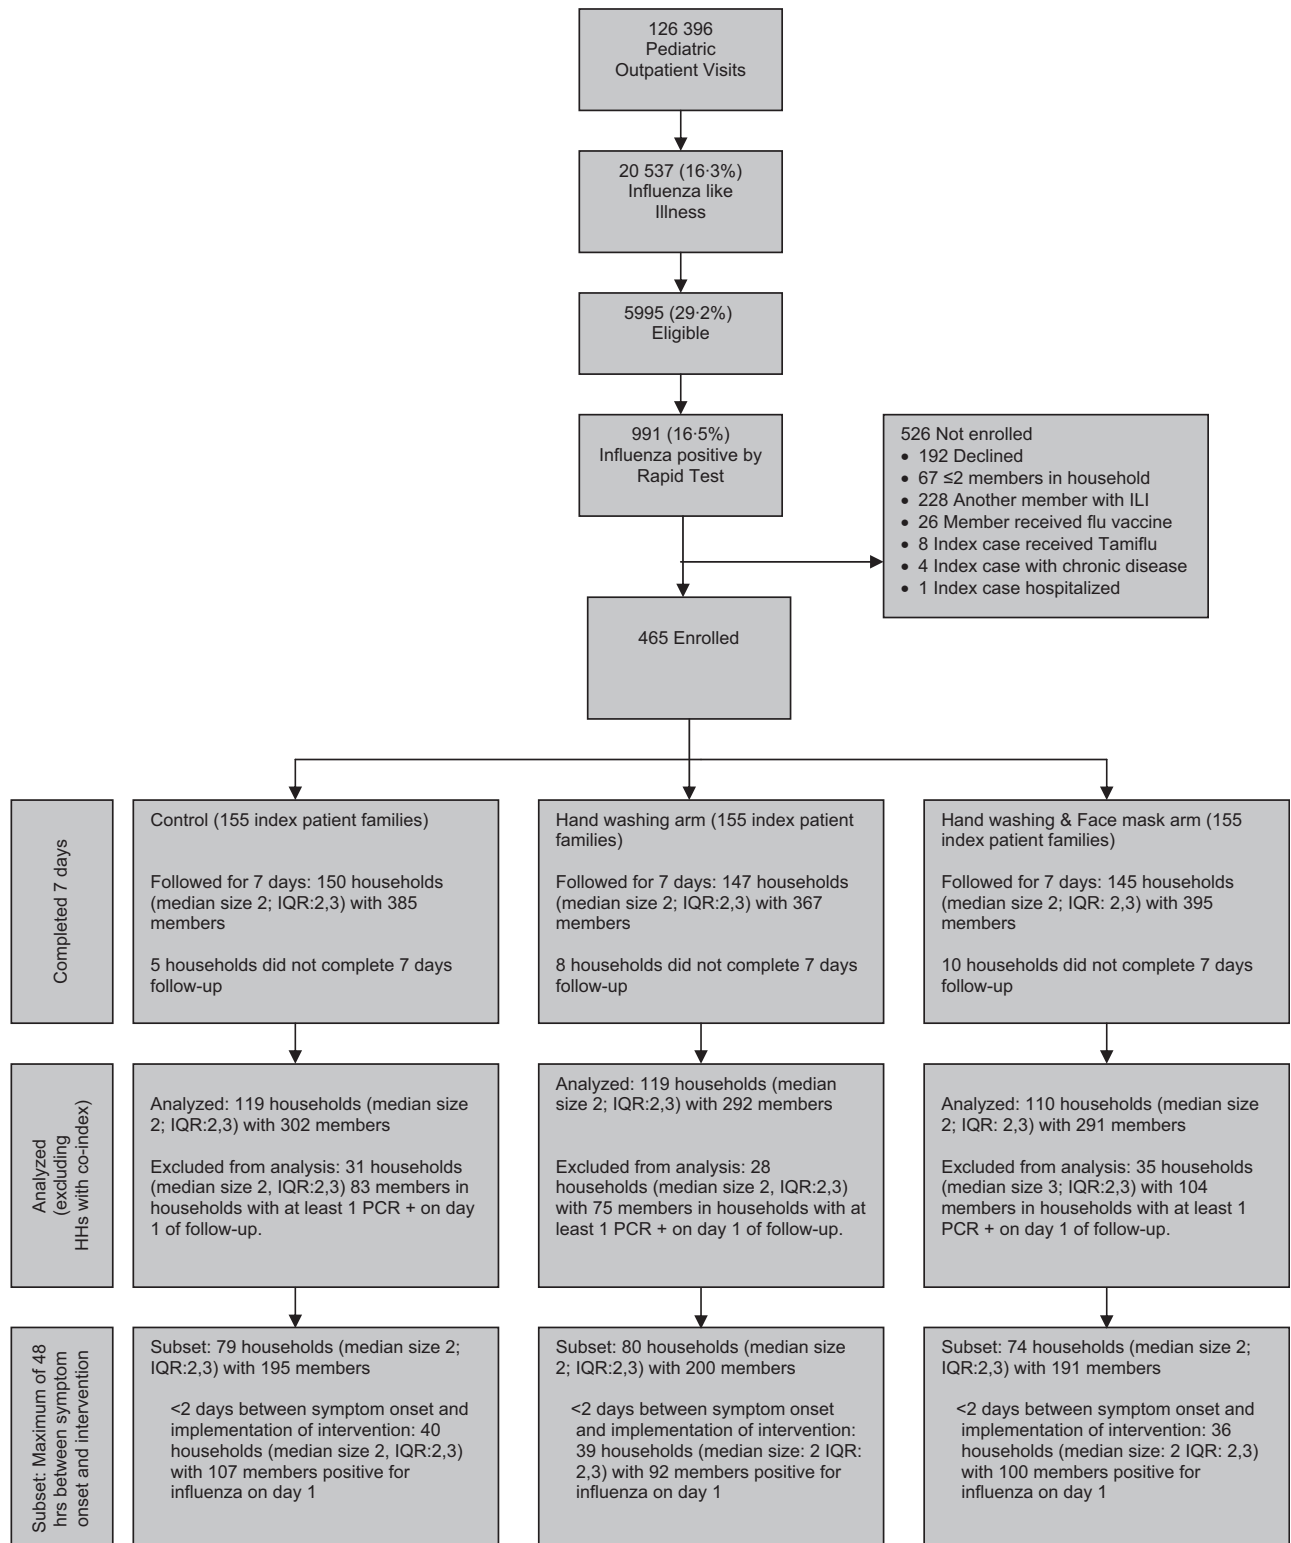 126 396
Pediatric
Outpatient Visits
20 537 (16·3%)
Influenza like
Illness
5995 (29·2%)
Eligible
991 (16·5%)
Influenza positive by
Rapid Test
526 Not enrolled
• 192 Declined
• 67 ≤2 members in household
• 228 Another member with ILI
• 26 Member received flu vaccine
• 8 Index case received Tamiflu
• 4 Index case with chronic disease
• 1 Index case hospitalized
465 Enrolled
Completed 7 days
Control (155 index patient families)
Followed for 7 days: 150 households
(median size 2; IQR:2,3) with 385
members
5 households did not complete 7 days
follow-up
Hand washing arm (155 index patient
families)
Followed for 7 days: 147 households
(median size 2; IQR:2,3) with 367
members
8 households did not complete 7 days
follow-up
Hand washing & Face mask arm (155
index patient families)
Followed for 7 days: 145 households
(median size 2; IQR: 2,3) with 395
members
10 households did not complete 7 days
follow-up
Analyzed
(excluding
HHs with co-index)
Analyzed: 119 households (median size
2; IQR:2,3) with 302 members
Excluded from analysis: 31 households
(median size 2, IQR:2,3) 83 members in
households with at least 1 PCR + on day
1 of follow-up.
Analyzed: 119 households (median
size 2; IQR:2,3) with 292 members
Excluded from analysis: 28
households (median size 2, IQR:2,3)
with 75 members in households with at
least 1 PCR + on day 1 of follow-up.
Analyzed: 110 households (median size
2; IQR: 2,3) with 291 members
Excluded from analysis: 35 households
(median size 3; IQR:2,3) with 104
members in households with at least 1
PCR + on day 1 of follow-up.
Subset: Maximum of 48
hrs between symptom
onset and intervention
Subset: 79 households (median size 2;
IQR:2,3) with 195 members
<2 days between symptom onset and
implementation of intervention: 40
households (median size 2, IQR:2,3)
with 107 members positive for
influenza on day 1
Subset: 80 households (median size
2; IQR:2,3) with 200 members
<2 days between symptom onset
and implementation of intervention:
39 households (median size: 2 IQR:
2,3) with 92 members positive for
influenza on day 1
Subset: 74 households (median size 2;
IQR:2,3) with 191 members
<2 days between symptom onset and
implementation of intervention: 36
households (median size: 2 IQR: 2,3)
with 100 members positive for
influenza on day 1